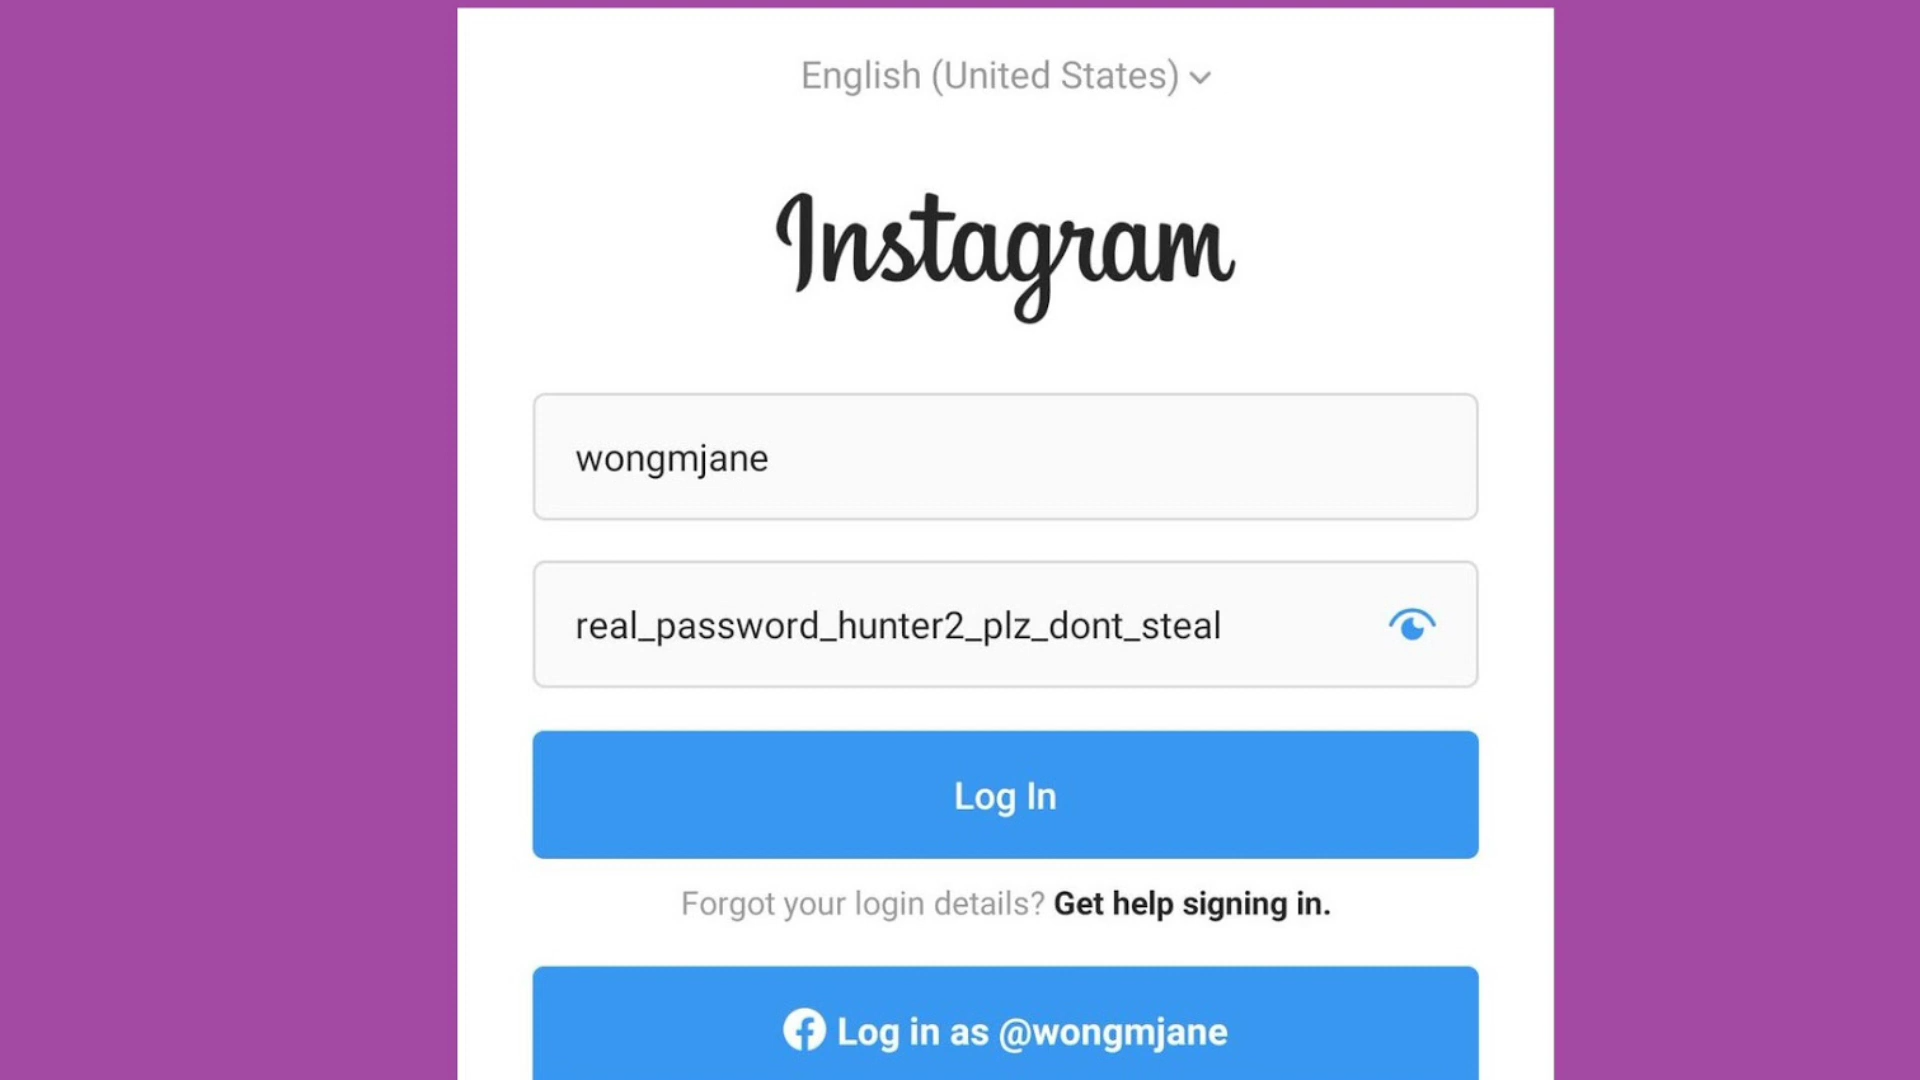 English (United States)
Instagram
wongmjane
real_password_hunter2_plz_dont_steal
Log In
Forgot your login details? Get help signing in.
Log in as @wongmjane